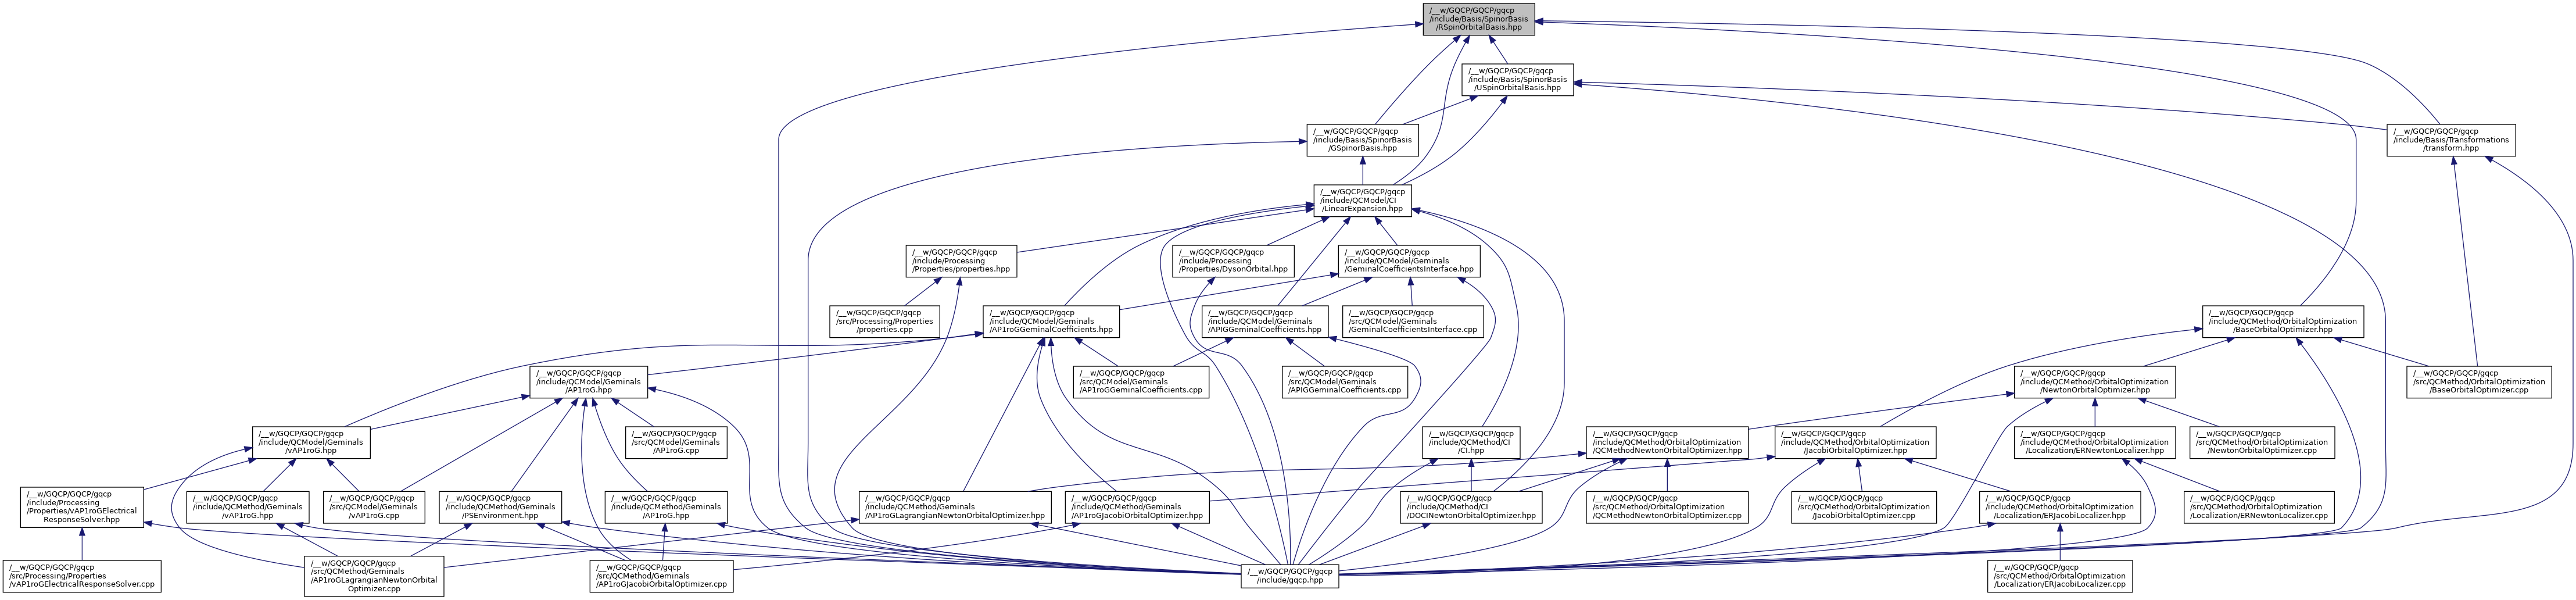 /__w/GQCP/GQCP/gqcp
/include/Basis/SpinorBasis
/RSpinOrbitalBasis.hpp
/__w/GQCP/GQCP/gqcp
/include/Basis/SpinorBasis
/USpinOrbitalBasis.hpp
/__w/GQCP/GQCP/gqcp
/include/Basis/SpinorBasis
/GSpinorBasis.hpp
/__w/GQCP/GQCP/gqcp
/include/Basis/Transformations
/transform.hpp
/__w/GQCP/GQCP/gqcp
/include/QCModel/CI
/LinearExpansion.hpp
/__w/GQCP/GQCP/gqcp
/include/Processing
/Properties/properties.hpp
/__w/GQCP/GQCP/gqcp
/include/Processing
/Properties/DysonOrbital.hpp
/__w/GQCP/GQCP/gqcp
/include/QCModel/Geminals
/GeminalCoefficientsInterface.hpp
/__w/GQCP/GQCP/gqcp
/src/Processing/Properties
/properties.cpp
/__w/GQCP/GQCP/gqcp
/include/QCModel/Geminals
/AP1roGGeminalCoefficients.hpp
/__w/GQCP/GQCP/gqcp
/include/QCModel/Geminals
/APIGGeminalCoefficients.hpp
/__w/GQCP/GQCP/gqcp
/src/QCModel/Geminals
/GeminalCoefficientsInterface.cpp
/__w/GQCP/GQCP/gqcp
/include/QCMethod/OrbitalOptimization
/BaseOrbitalOptimizer.hpp
/__w/GQCP/GQCP/gqcp
/include/QCModel/Geminals
/AP1roG.hpp
/__w/GQCP/GQCP/gqcp
/src/QCModel/Geminals
/AP1roGGeminalCoefficients.cpp
/__w/GQCP/GQCP/gqcp
/src/QCModel/Geminals
/APIGGeminalCoefficients.cpp
/__w/GQCP/GQCP/gqcp
/include/QCMethod/OrbitalOptimization
/NewtonOrbitalOptimizer.hpp
/__w/GQCP/GQCP/gqcp
/src/QCMethod/OrbitalOptimization
/BaseOrbitalOptimizer.cpp
/__w/GQCP/GQCP/gqcp
/include/QCModel/Geminals
/vAP1roG.hpp
/__w/GQCP/GQCP/gqcp
/src/QCModel/Geminals
/AP1roG.cpp
/__w/GQCP/GQCP/gqcp
/include/QCMethod/CI
/CI.hpp
/__w/GQCP/GQCP/gqcp
/include/QCMethod/OrbitalOptimization
/QCMethodNewtonOrbitalOptimizer.hpp
/__w/GQCP/GQCP/gqcp
/include/QCMethod/OrbitalOptimization
/JacobiOrbitalOptimizer.hpp
/__w/GQCP/GQCP/gqcp
/include/QCMethod/OrbitalOptimization
/Localization/ERNewtonLocalizer.hpp
/__w/GQCP/GQCP/gqcp
/src/QCMethod/OrbitalOptimization
/NewtonOrbitalOptimizer.cpp
/__w/GQCP/GQCP/gqcp
/include/Processing
/Properties/vAP1roGElectrical
ResponseSolver.hpp
/__w/GQCP/GQCP/gqcp
/include/QCMethod/Geminals
/vAP1roG.hpp
/__w/GQCP/GQCP/gqcp
/src/QCModel/Geminals
/vAP1roG.cpp
/__w/GQCP/GQCP/gqcp
/include/QCMethod/Geminals
/PSEnvironment.hpp
/__w/GQCP/GQCP/gqcp
/include/QCMethod/Geminals
/AP1roG.hpp
/__w/GQCP/GQCP/gqcp
/include/QCMethod/Geminals
/AP1roGLagrangianNewtonOrbitalOptimizer.hpp
/__w/GQCP/GQCP/gqcp
/include/QCMethod/Geminals
/AP1roGJacobiOrbitalOptimizer.hpp
/__w/GQCP/GQCP/gqcp
/include/QCMethod/CI
/DOCINewtonOrbitalOptimizer.hpp
/__w/GQCP/GQCP/gqcp
/src/QCMethod/OrbitalOptimization
/QCMethodNewtonOrbitalOptimizer.cpp
/__w/GQCP/GQCP/gqcp
/src/QCMethod/OrbitalOptimization
/JacobiOrbitalOptimizer.cpp
/__w/GQCP/GQCP/gqcp
/include/QCMethod/OrbitalOptimization
/Localization/ERJacobiLocalizer.hpp
/__w/GQCP/GQCP/gqcp
/src/QCMethod/OrbitalOptimization
/Localization/ERNewtonLocalizer.cpp
/__w/GQCP/GQCP/gqcp
/src/Processing/Properties
/vAP1roGElectricalResponseSolver.cpp
/__w/GQCP/GQCP/gqcp
/src/QCMethod/Geminals
/AP1roGLagrangianNewtonOrbital
Optimizer.cpp
/__w/GQCP/GQCP/gqcp
/src/QCMethod/Geminals
/AP1roGJacobiOrbitalOptimizer.cpp
/__w/GQCP/GQCP/gqcp
/include/gqcp.hpp
/__w/GQCP/GQCP/gqcp
/src/QCMethod/OrbitalOptimization
/Localization/ERJacobiLocalizer.cpp